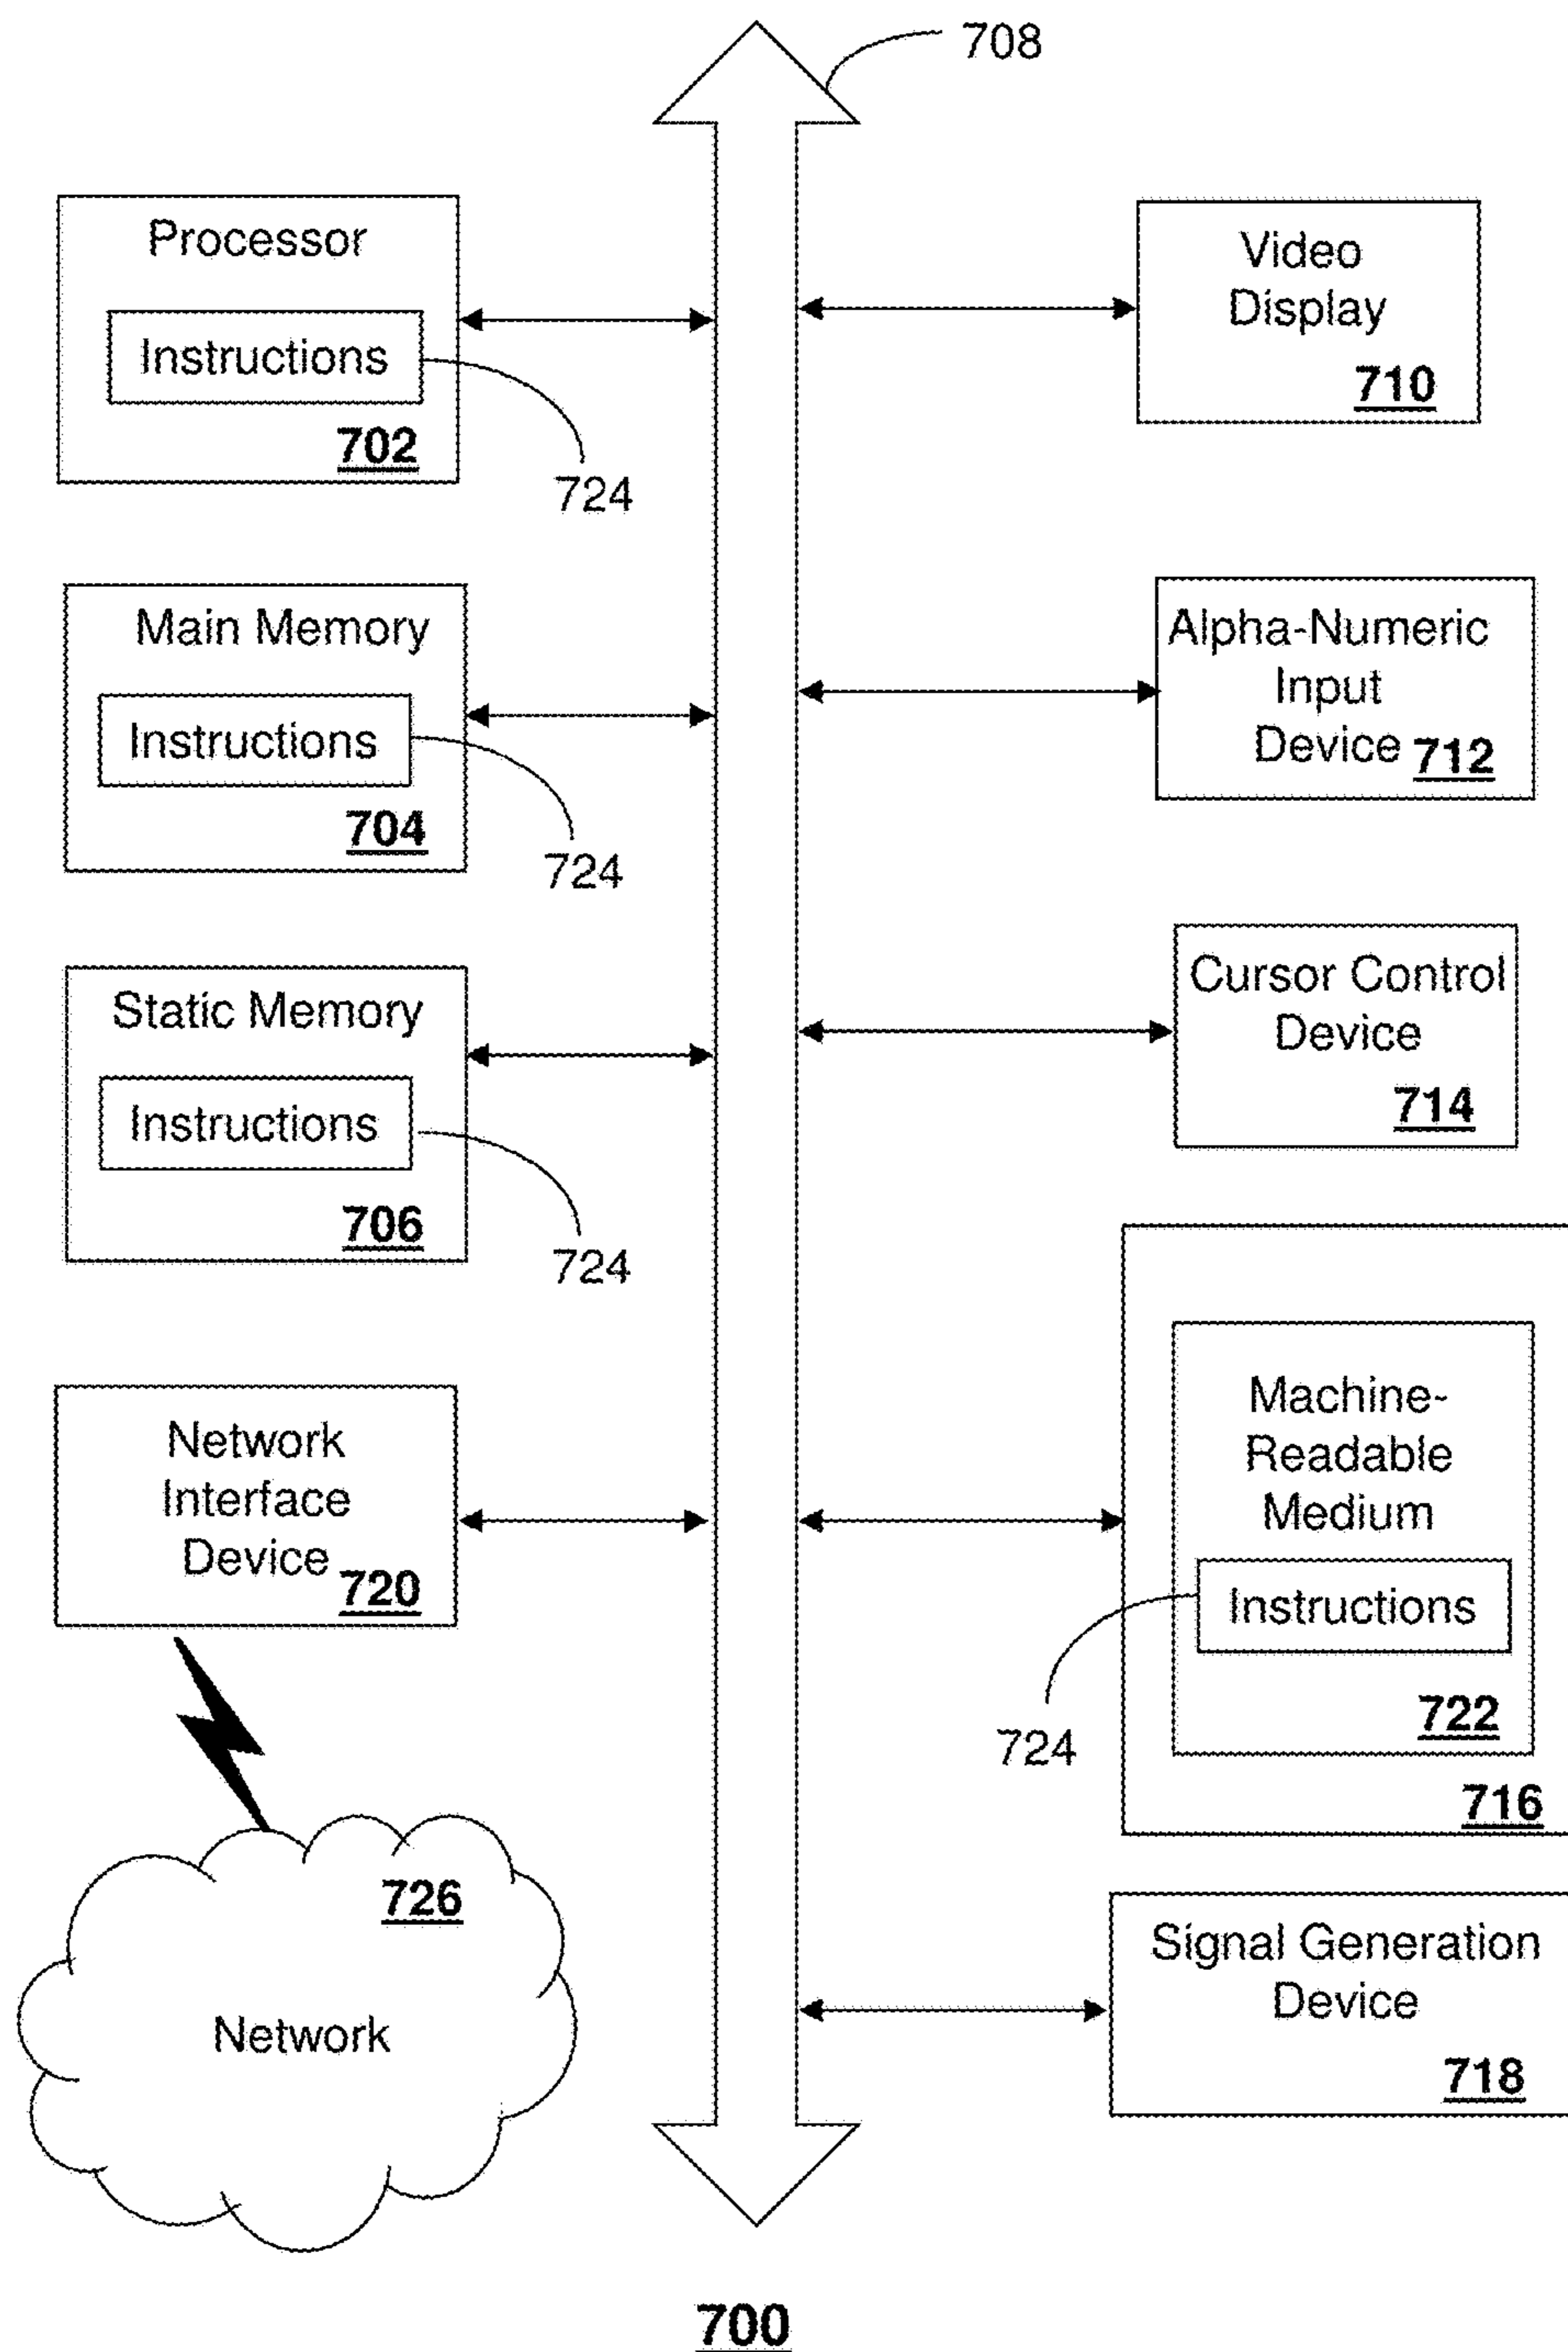 708
Processor
Instructions
702
724
Main Memory
Instructions
704
724
Static Memory
Instructions
706
724
Network
Interface
Device
720
726
Network
Video
Display
710
Alpha-Numeric
Input
Device 712
Cursor Control
Device
714
Machine-
Readable
Medium
Instructions
722
724
716
Signal Generation
Device
718
700